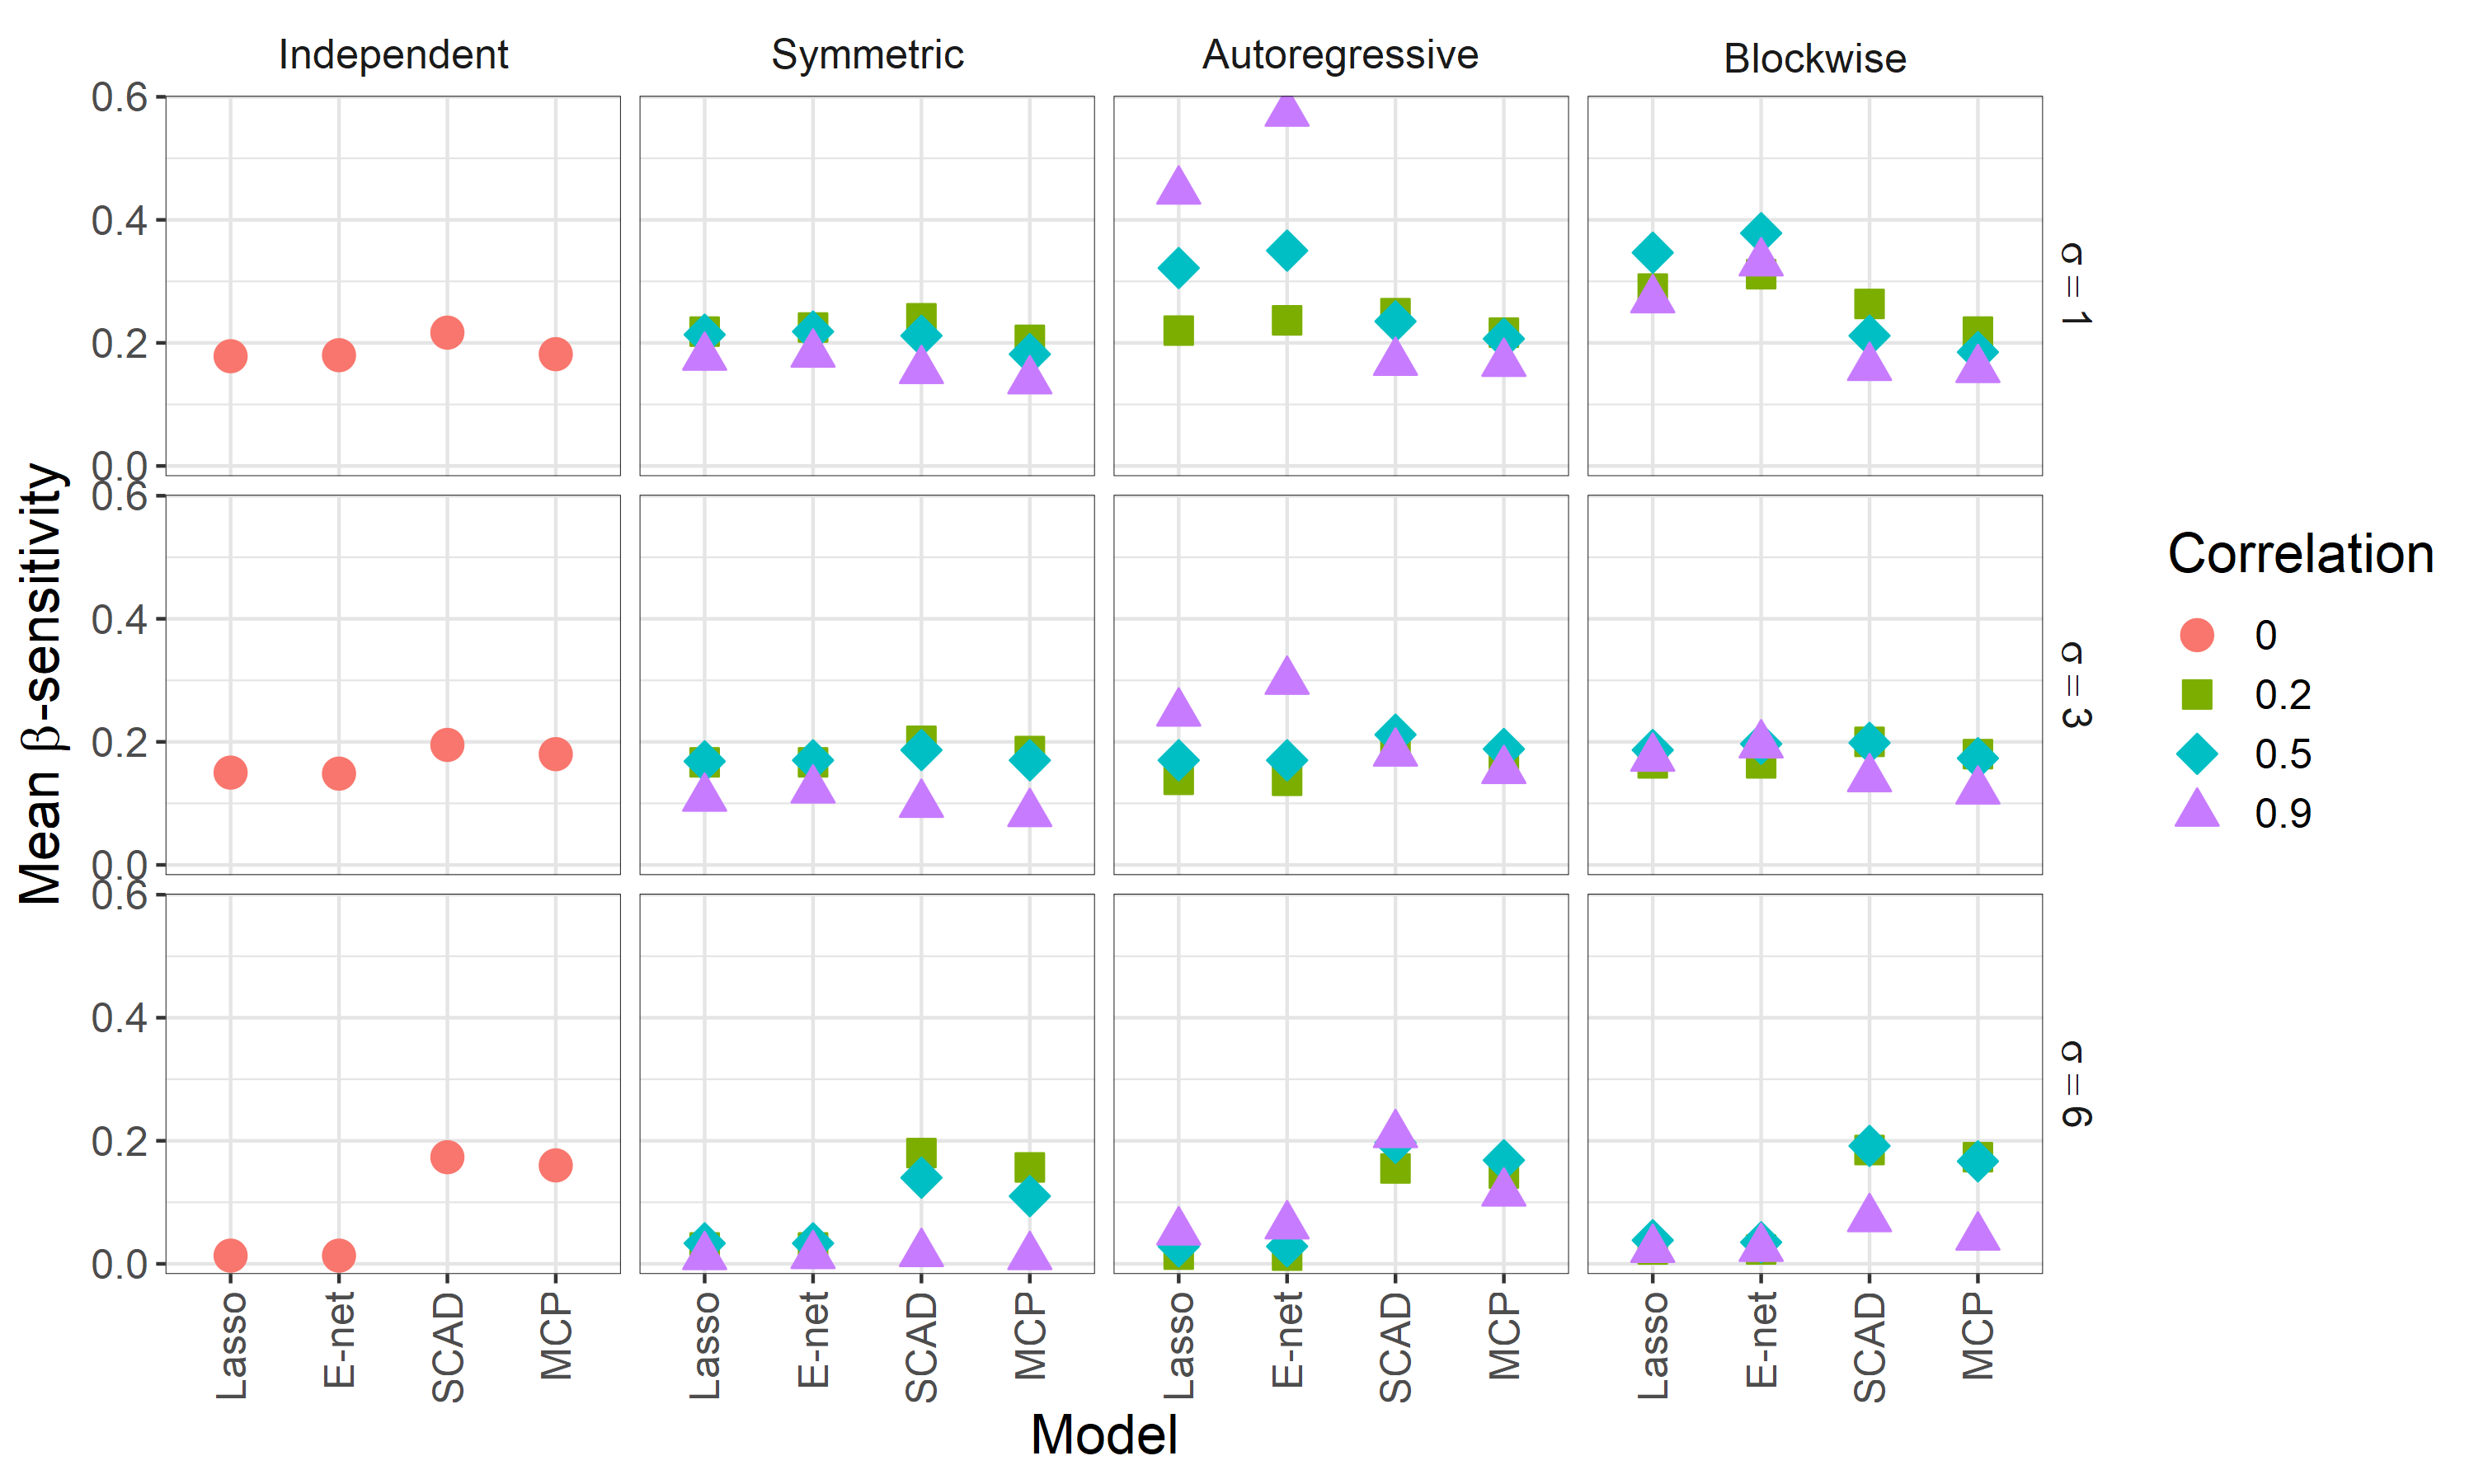 Independent Symmetric Autoregressive Blockwise
0.6
0.4
0.2
0.0
σ = 1
0.6
0.4
0.2
0.0
σ = 3
0.6
0.4
0.2
0.0
σ = 6
Mean β-sensitivity
Lasso E-net SCAD MCP Lasso E-net SCAD MCP Lasso E-net SCAD MCP Lasso E-net SCAD MCP
Model
Correlation
0
0.2
0.5
0.9